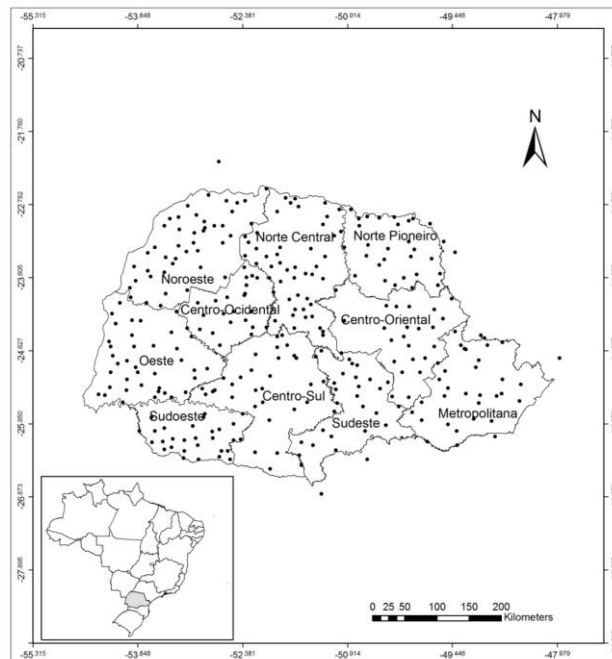 -55.315 -53.848 -52.381 -50.914 -49.446 -47.979
-20.737
-21.760
N
-22.782
Norte Central
Norte Pioneiro
-23.805
Noroeste
Centro-Ocidental
Centro-Oriental
-24.827
Oeste
Centro-Sul
Sudoeste
Sudeste
Metropolitana
-25.850
-26.873
-27.895
0 25 50 100 150 200
Kilometers
-55.315 -53.848 -52.381 -50.914 -49.446 -47.979